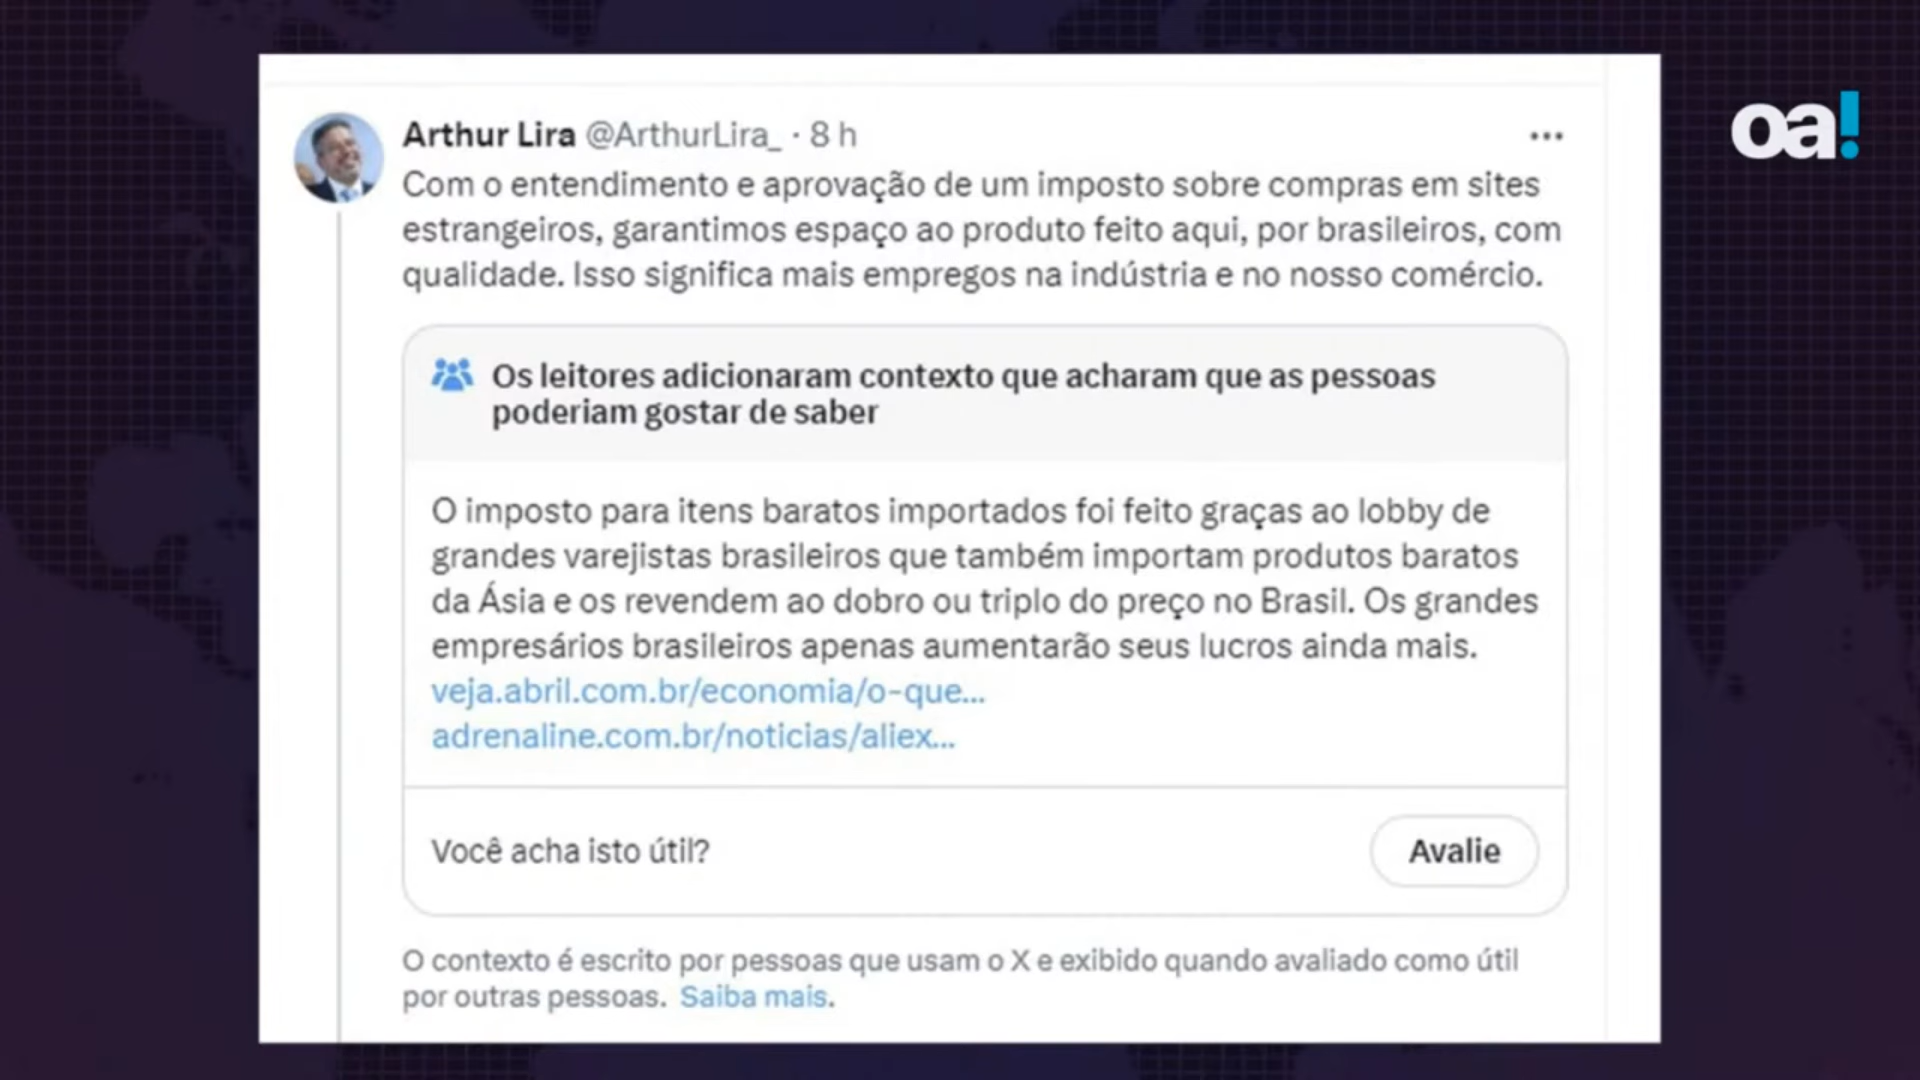 oa!
Arthur Lira @ArthurLira_ · 8 h
Com o entendimento e aprovação de um imposto sobre compras em sites
estrangeiros, garantimos espaço ao produto feito aqui, por brasileiros, com
qualidade. Isso significa mais empregos na indústria e no nosso comércio.
Os leitores adicionaram contexto que acharam que as pessoas
poderiam gostar de saber
O imposto para itens baratos importados foi feito graças ao lobby de
grandes varejistas brasileiros que também importam produtos baratos
da Ásia e os revendem ao dobro ou triplo do preço no Brasil. Os grandes
empresários brasileiros apenas aumentarão seus lucros ainda mais.
veja.abril.com.br/economia/o-que...
adrenaline.com.br/noticias/aliex...
Você acha isto útil?
Avalie
O contexto é escrito por pessoas que usam o X e exibido quando avaliado como útil
por outras pessoas. Saiba mais.